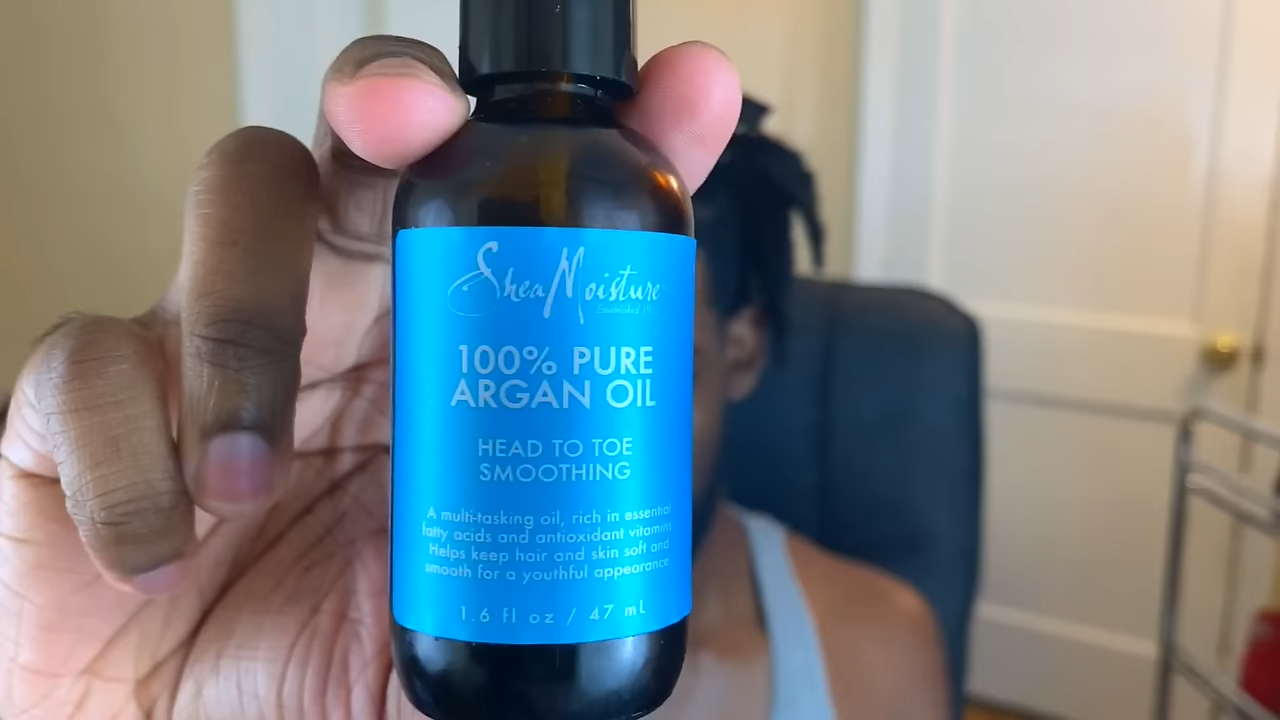 SheaMoisture
Established
100% PURE
ARGAN OIL
HEAD TO TOE
SMOOTHING
A multi-tasking oil, rich in essential
fatty acids and antioxidant vitamins
Helps keep hair and skin soft and
smooth for a youthful appearance
1.6 fl oz / 47 mL